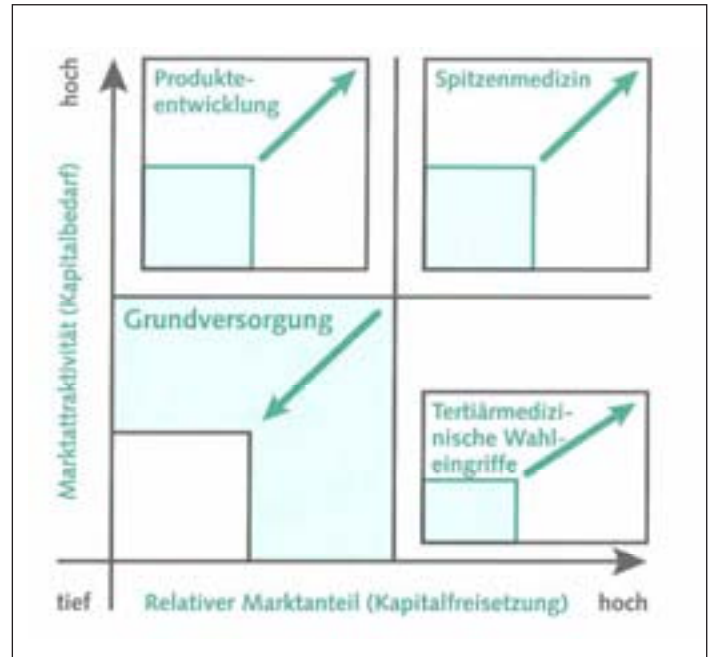 hoch
Marktattraktivität (Kapitalbedarf)
Produkte-
entwicklung
Spitzenmedizin
Grundversorgung
Tertiärmedizi-
nische Wahl-
eingriffe
tief
Relativer Marktanteil (Kapitalfreisetzung)
hoch